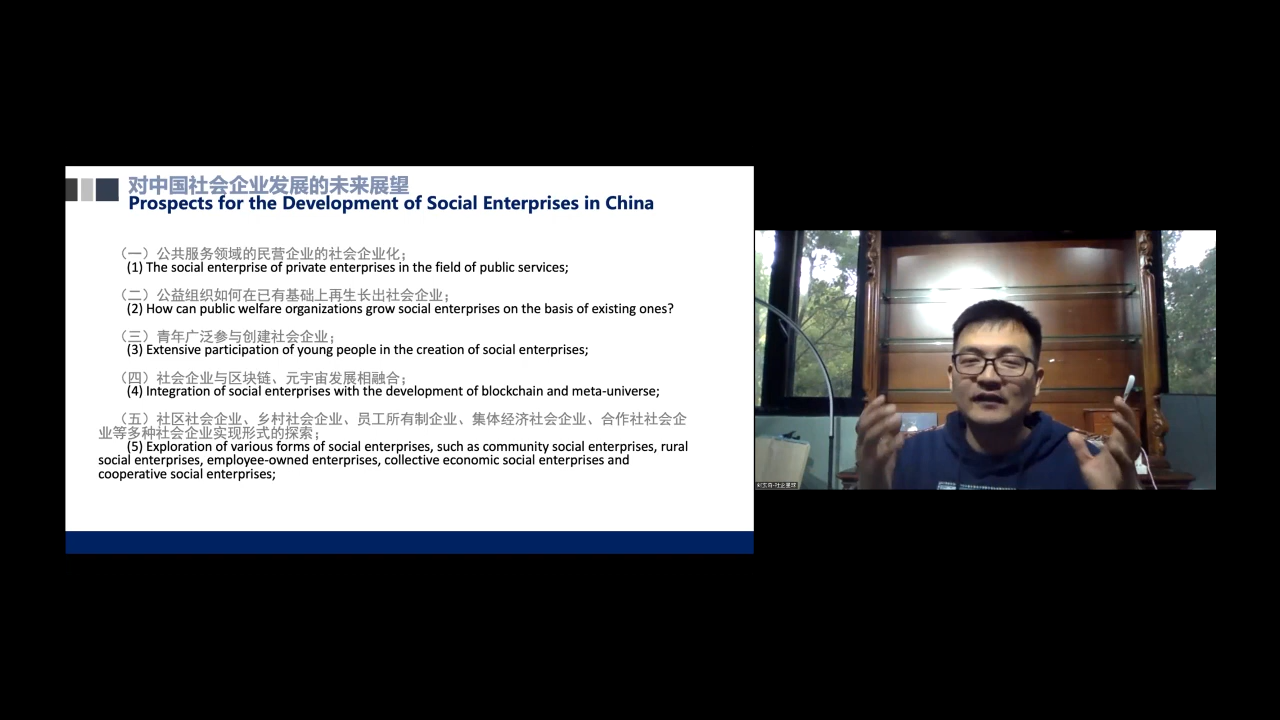 对中国社会企业发展的未来展望
Prospects for the Development of Social Enterprises in China
（一）公共服务领域的民营企业的社会企业化；
(1) The social enterprise of private enterprises in the field of public services;
（二）公益组织如何在已有基础上再生长出社会企业；
(2) How can public welfare organizations grow social enterprises on the basis of existing ones?
（三）青年广泛参与创建社会企业；
(3) Extensive participation of young people in the creation of social enterprises;
（四）社会企业与区块链、元宇宙发展相融合；
(4) Integration of social enterprises with the development of blockchain and meta-universe;
（五）社区社会企业、乡村社会企业、员工所有制企业、集体经济社会企业、合作社社会企
业等多种社会企业实现形式的探索；
(5) Exploration of various forms of social enterprises, such as community social enterprises, rural
social enterprises, employee-owned enterprises, collective economic social enterprises and
cooperative social enterprises;